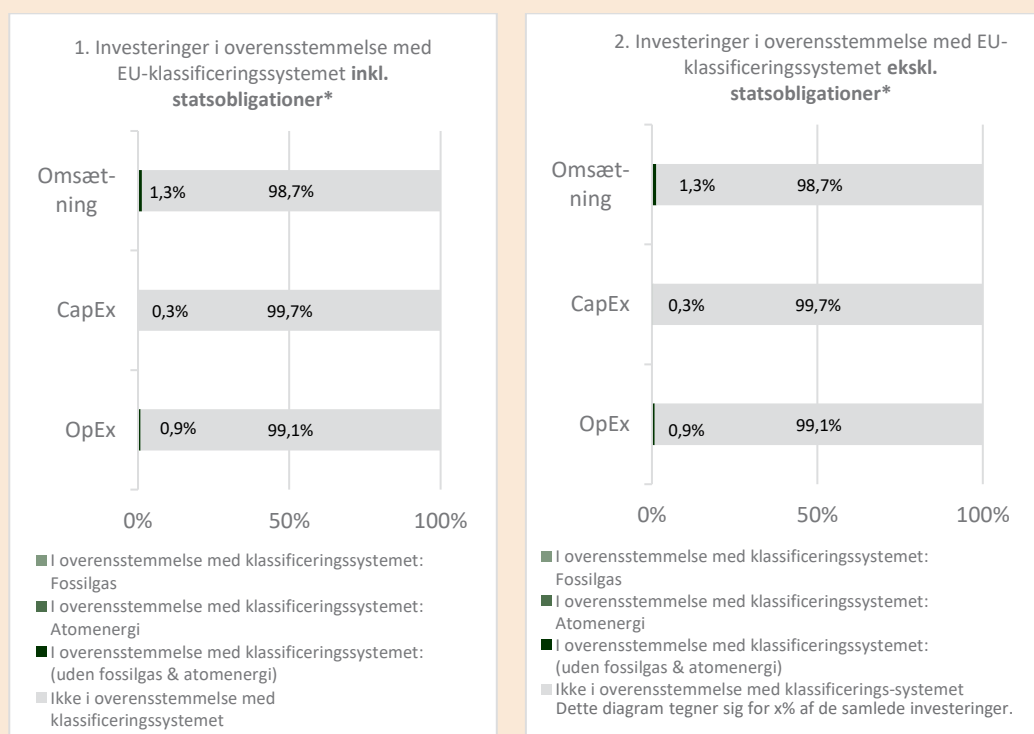 1. Investeringer i overensstemmelse med
EU-klassificeringssystemet inkl.
statsobligationer*
Omsæt-
ning
1,3%
98,7%
CapEx
0,3%
99,7%
OpEx
0,9%
99,1%
0%
50%
100%
I overensstemmelse med klassificeringssystemet:
Fossilgas
I overensstemmelse med klassificeringssystemet:
Atomenergi
I overensstemmelse med klassificeringssystemet:
(uden fossilgas & atomenergi)
Ikke i overensstemmelse med
klassificeringssystemet
2. Investeringer i overensstemmelse med EU-
klassificeringssystemet ekskl.
statsobligationer*
Omsæt-
ning
1,3%
98,7%
CapEx
0,3%
99,7%
OpEx
0,9%
99,1%
0%
50%
100%
I overensstemmelse med klassificeringssystemet:
Fossilgas
I overensstemmelse med klassificeringssystemet:
Atomenergi
I overensstemmelse med klassificeringssystemet:
(uden fossilgas & atomenergi)
Ikke i overensstemmelse med klassificerings-systemet
Dette diagram tegner sig for x% af de samlede investeringer.